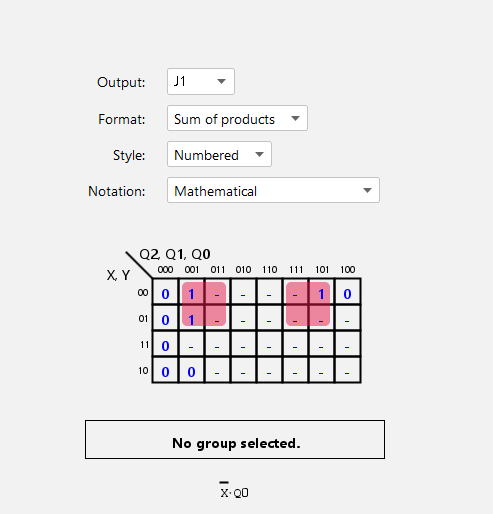 Output: J1
Format: Sum of products
Style: Numbered
Notation: Mathematical
Q2, Q1, Q0
X, Y 000 001 011 010 110 111 101 100
00 0 1 - - - - 1 0
01 0 1 - - - - - -
11 0 - - - - - - -
10 0 0 - - - - - -
No group selected.
X̅·Q0